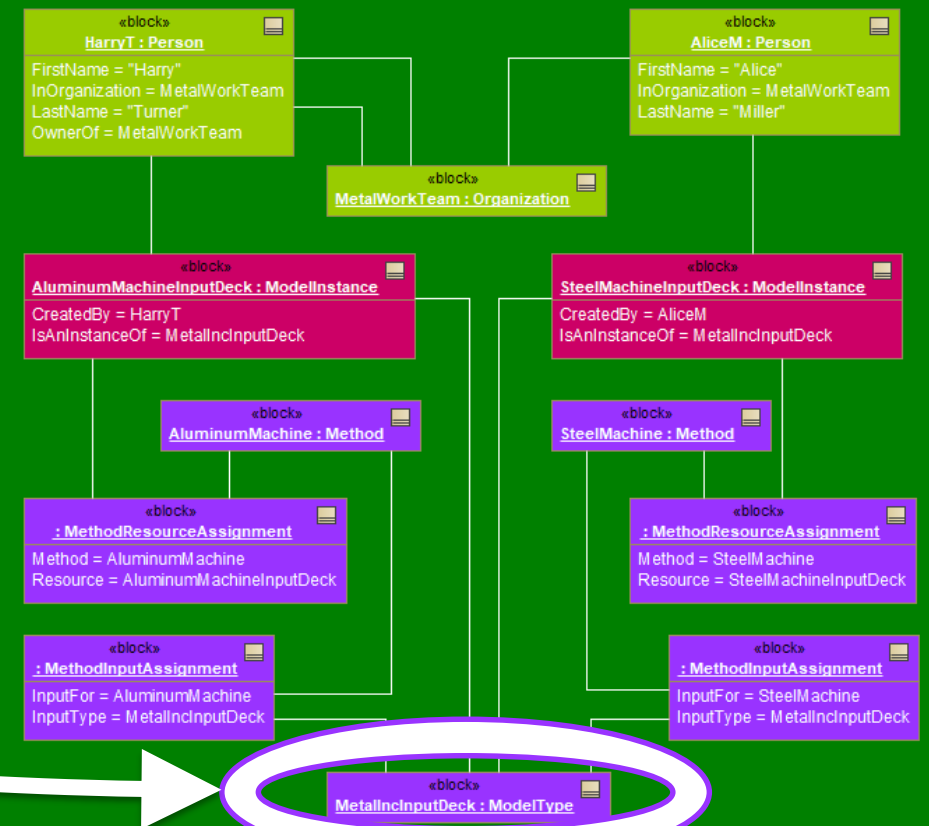 «block»
HarryT : Person
FirstName = "Harry"
InOrganization = MetalWorkTeam
LastName = "Turner"
OwnerOf = MetalWorkTeam
«block»
AliceM : Person
FirstName = "Alice"
InOrganization = MetalWorkTeam
LastName = "Miller"
«block»
MetalWorkTeam : Organization
«block»
AluminumMachineInputDeck : ModelInstance
CreatedBy = HarryT
IsAnInstanceOf = MetalIncInputDeck
«block»
SteelMachineInputDeck : ModelInstance
CreatedBy = AliceM
IsAnInstanceOf = MetalIncInputDeck
«block»
AluminumMachine : Method
«block»
SteelMachine : Method
«block»
: MethodResourceAssignment
Method = AluminumMachine
Resource = AluminumMachineInputDeck
«block»
: MethodResourceAssignment
Method = SteelMachine
Resource = SteelMachineInputDeck
«block»
: MethodInputAssignment
InputFor = AluminumMachine
InputType = MetalIncInputDeck
«block»
: MethodInputAssignment
InputFor = SteelMachine
InputType = MetalIncInputDeck
«block»
MetalIncInputDeck : ModelType